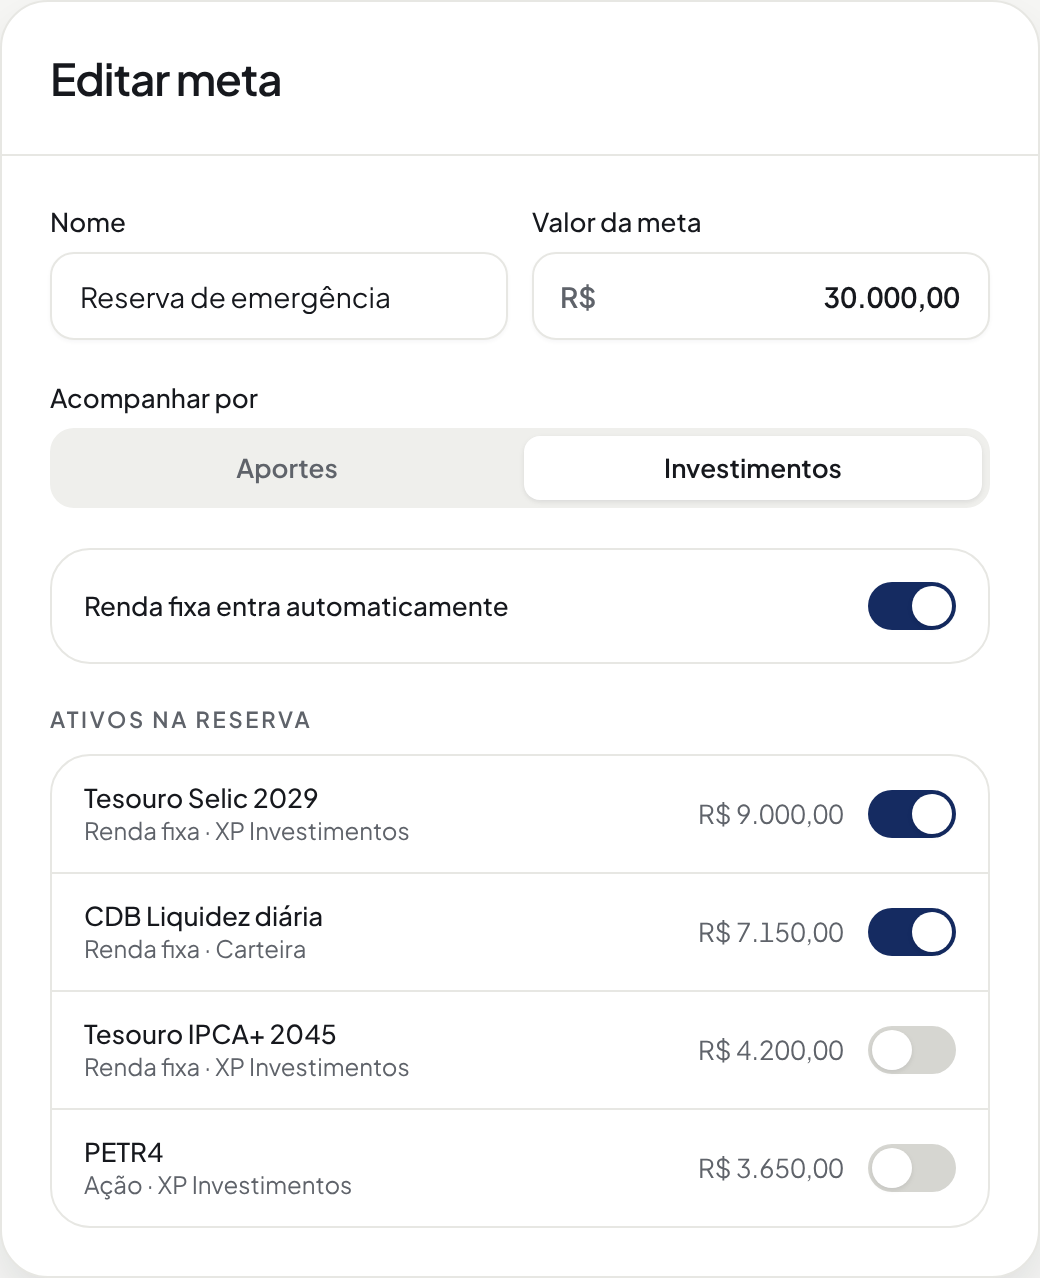 Editar meta
Nome
Valor da meta
Reserva de emergência
R$ 30.000,00
Acompanhar por
Aportes
Investimentos
Renda fixa entra automaticamente
ATIVOS NA RESERVA
Tesouro Selic 2029
Renda fixa · XP Investimentos
R$ 9.000,00
CDB Liquidez diária
Renda fixa · Carteira
R$ 7.150,00
Tesouro IPCA+ 2045
Renda fixa · XP Investimentos
R$ 4.200,00
PETR4
Ação · XP Investimentos
R$ 3.650,00